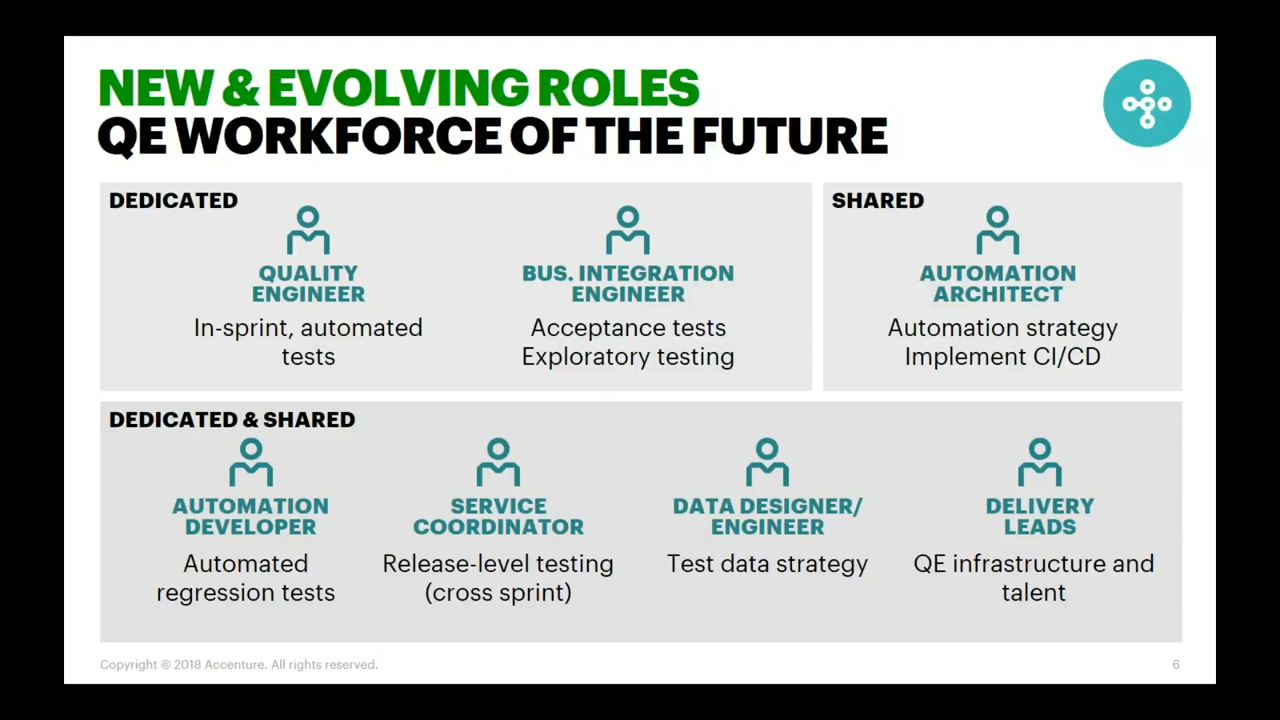 NEW & EVOLVING ROLES
QE WORKFORCE OF THE FUTURE
DEDICATED
QUALITY
ENGINEER
In-sprint, automated
tests
BUS. INTEGRATION
ENGINEER
Acceptance tests
Exploratory testing
SHARED
AUTOMATION
ARCHITECT
Automation strategy
Implement CI/CD
DEDICATED & SHARED
AUTOMATION
DEVELOPER
Automated
regression tests
SERVICE
COORDINATOR
Release-level testing
(cross sprint)
DATA DESIGNER/
ENGINEER
Test data strategy
DELIVERY
LEADS
QE infrastructure and
talent
Copyright © 2018 Accenture. All rights reserved.
6